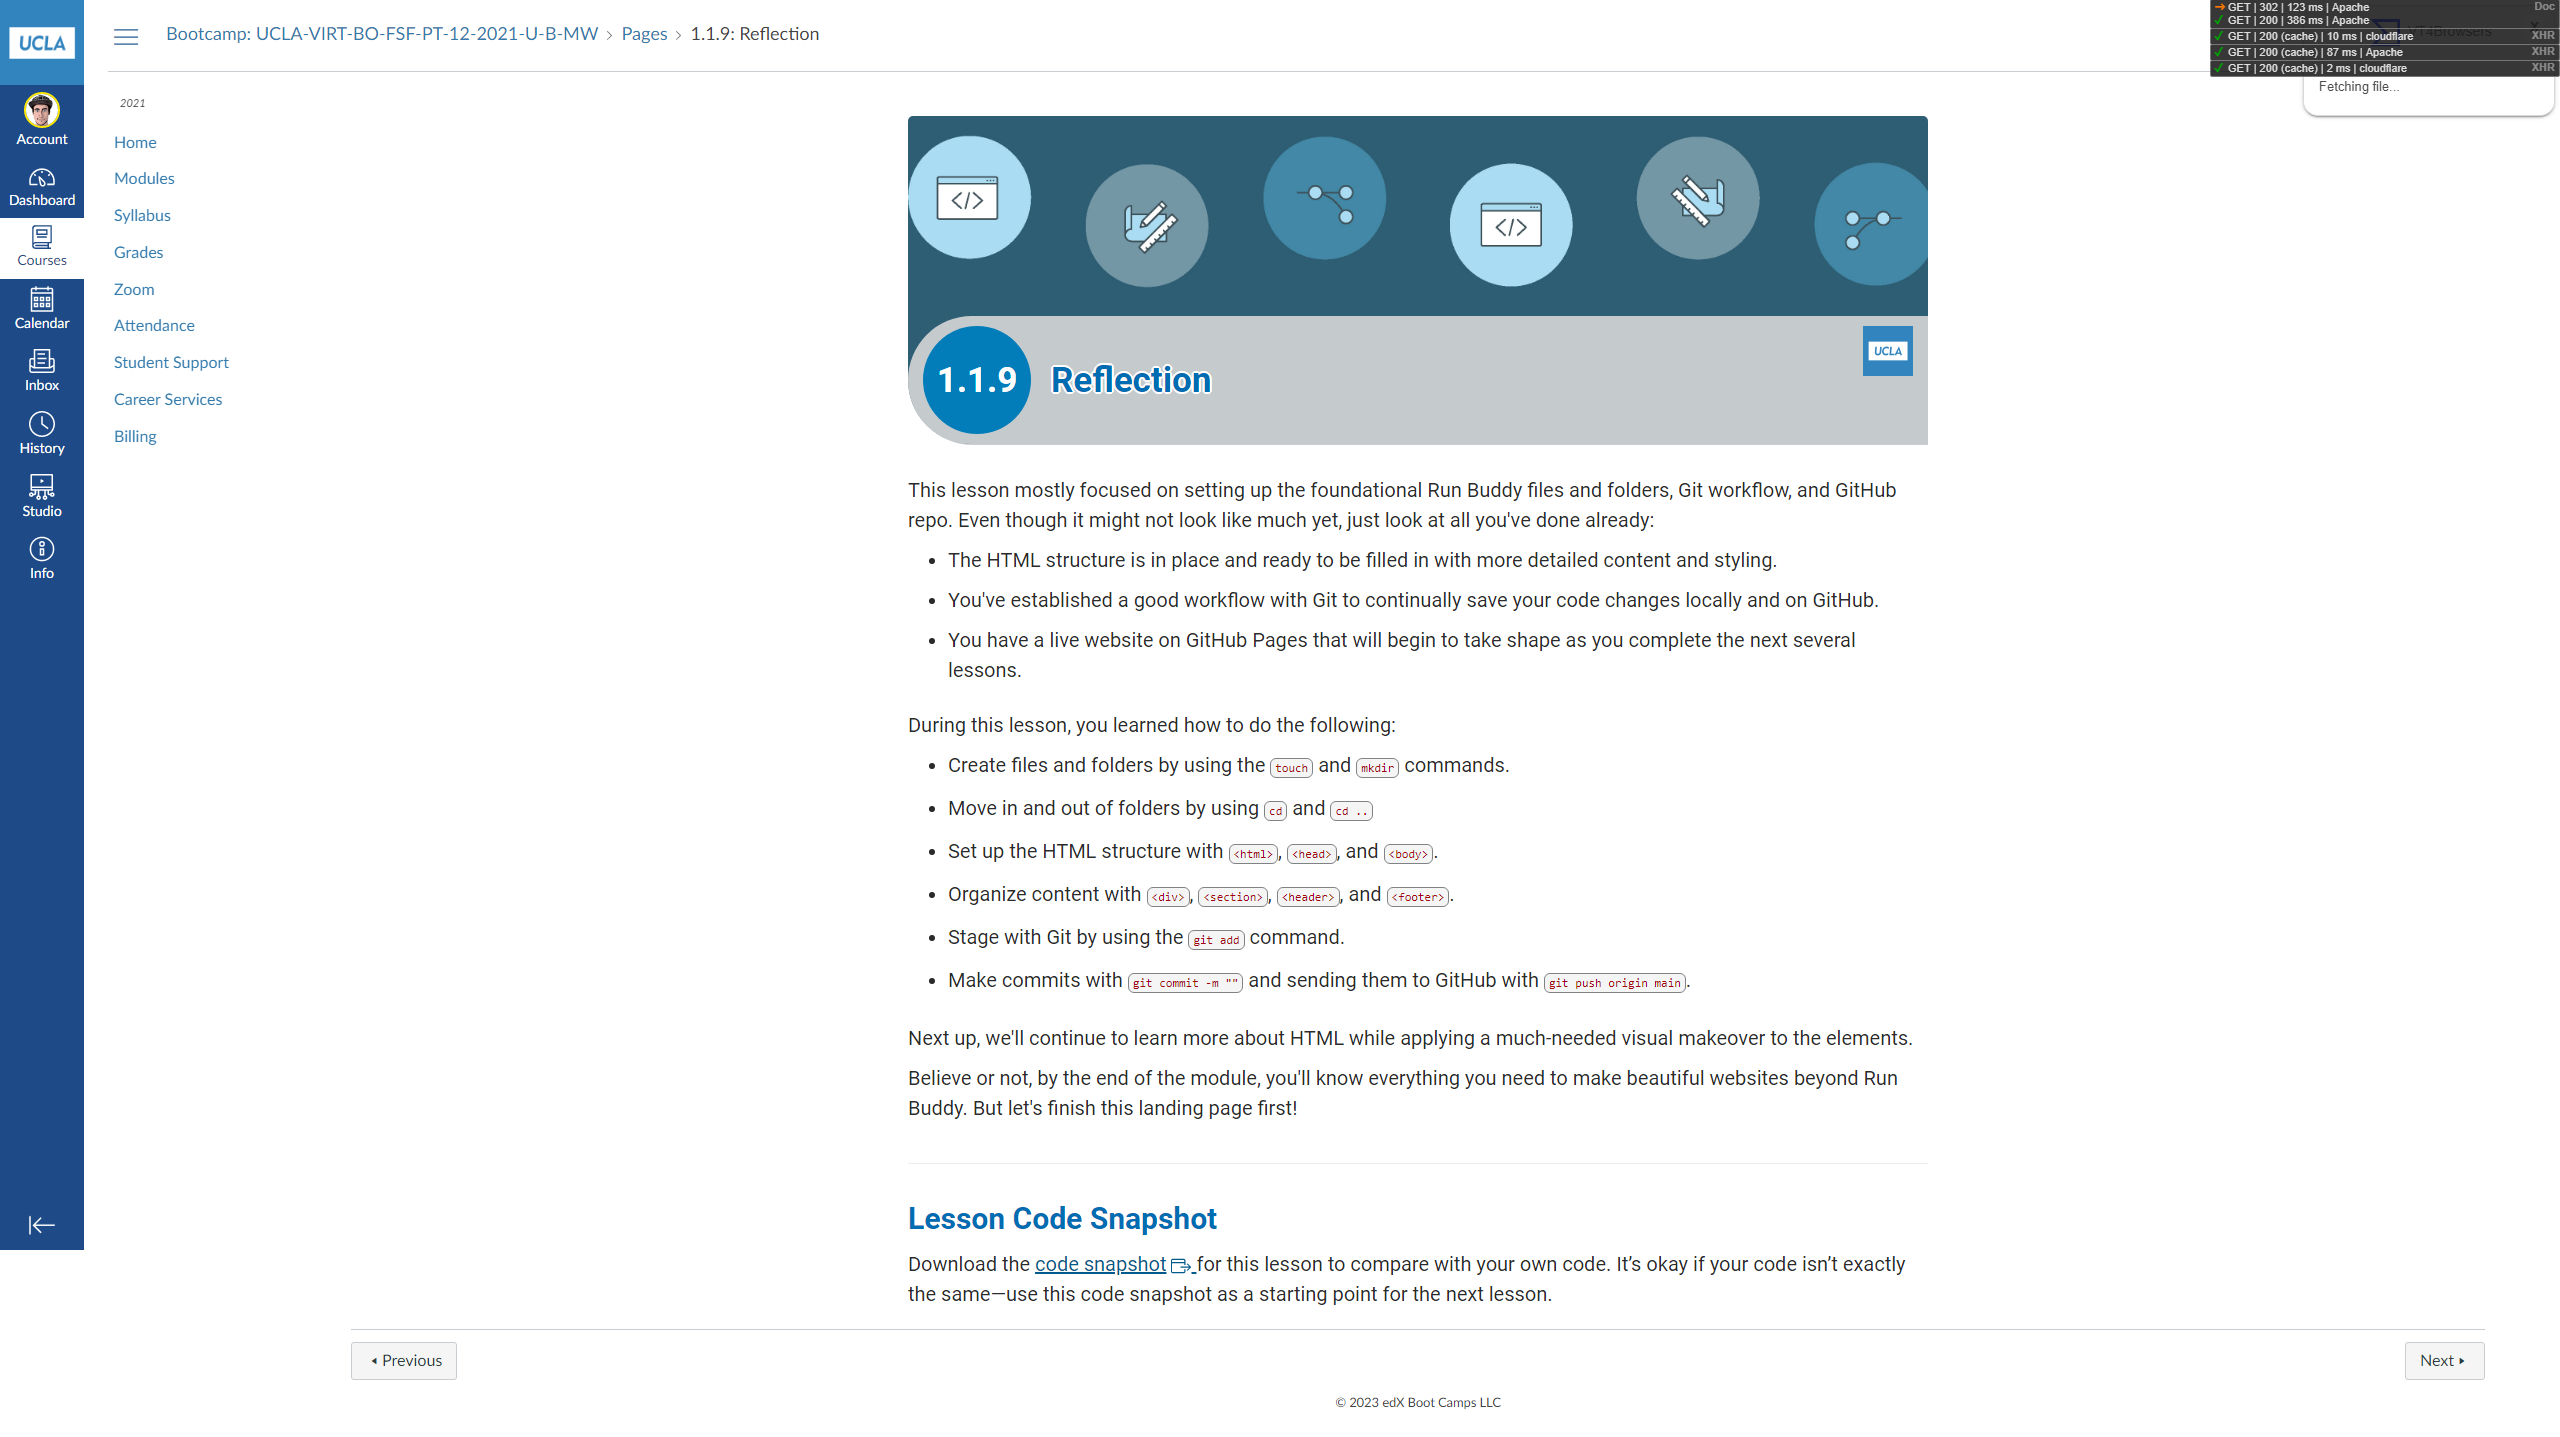 UCLA
Account
Dashboard
Courses
Calendar
Inbox
History
Studio
Info
Bootcamp: UCLA-VIRT-BO-FSF-PT-12-2021-U-B-MW › Pages › 1.1.9: Reflection
GET | 302 | 123 ms | Apache Doc
GET | 200 | 386 ms | Apache
GET | 200 (cache) | 10 ms | cloudflare XHR
GET | 200 (cache) | 87 ms | Apache XHR
GET | 200 (cache) | 2 ms | cloudflare XHR
VT4Browsers
Fetching file...
2021
Home
Modules
Syllabus
Grades
Zoom
Attendance
Student Support
Career Services
Billing
</>
</>
UCLA
1.1.9 Reflection
This lesson mostly focused on setting up the foundational Run Buddy files and folders, Git workflow, and GitHub
repo. Even though it might not look like much yet, just look at all you've done already:
• The HTML structure is in place and ready to be filled in with more detailed content and styling.
• You've established a good workflow with Git to continually save your code changes locally and on GitHub.
• You have a live website on GitHub Pages that will begin to take shape as you complete the next several
lessons.
During this lesson, you learned how to do the following:
• Create files and folders by using the touch and mkdir commands.
• Move in and out of folders by using cd and cd ..
• Set up the HTML structure with <html>, <head>, and <body>.
• Organize content with <div>, <section>, <header>, and <footer>.
• Stage with Git by using the git add command.
• Make commits with git commit -m "" and sending them to GitHub with git push origin main.
Next up, we'll continue to learn more about HTML while applying a much-needed visual makeover to the elements.
Believe or not, by the end of the module, you'll know everything you need to make beautiful websites beyond Run
Buddy. But let's finish this landing page first!
Lesson Code Snapshot
Download the code snapshot for this lesson to compare with your own code. It’s okay if your code isn’t exactly
the same—use this code snapshot as a starting point for the next lesson.
Previous
Next
© 2023 edX Boot Camps LLC